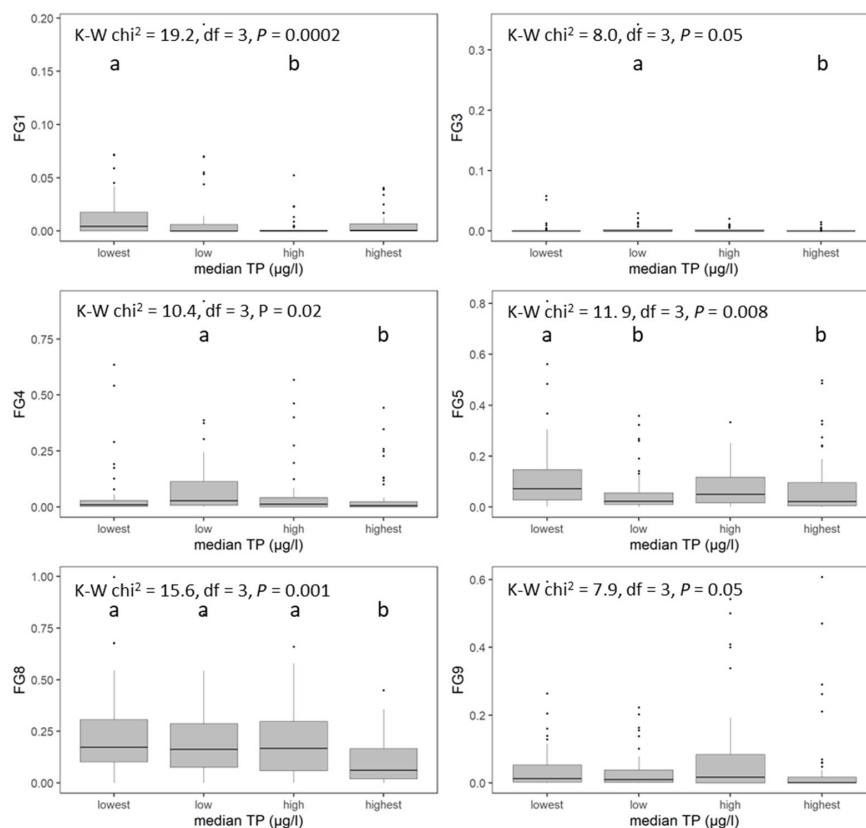 K-W chi² = 19.2, df = 3, P = 0.0002
a b
0.20
0.15
0.10
0.05
0.00
FG1
lowest low high highest
median TP (µg/l)
K-W chi² = 8.0, df = 3, P = 0.05
a b
0.3
0.2
0.1
0.0
FG3
lowest low high highest
median TP (µg/l)
K-W chi² = 10.4, df = 3, P = 0.02
a b
0.75
0.50
0.25
0.00
FG4
lowest low high highest
median TP (µg/l)
K-W chi² = 11. 9, df = 3, P = 0.008
a b b
0.8
0.6
0.4
0.2
0.0
FG5
lowest low high highest
median TP (µg/l)
K-W chi² = 15.6, df = 3, P = 0.001
a a a b
1.00
0.75
0.50
0.25
0.00
FG8
lowest low high highest
median TP (µg/l)
K-W chi² = 7.9, df = 3, P = 0.05
0.6
0.4
0.2
0.0
FG9
lowest low high highest
median TP (µg/l)